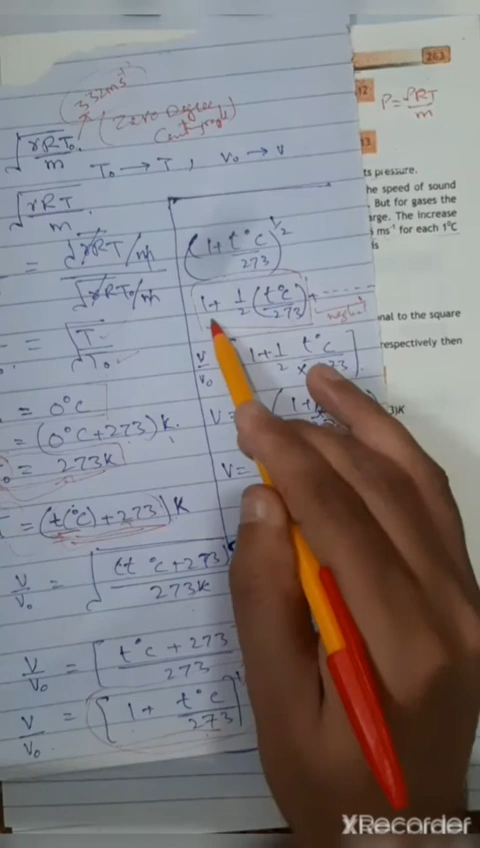 263
(332ms⁻¹)
(Zero Degree Centigrade)
P=ρRT/m
√(γRT₀/m)
T₀ → T, v₀ → v
√(γRT/m)
= √(γRT/m) / √(γRT₀/m)
= √(T/T₀)
= 0°C
= (0°C+273)K.
= 273K
= (t(°C)+273)K
V/V₀ = √((t °C+273)K / 273K)
V/V₀ = [(t°C + 273) / 273]
V/V₀ = [1 + t°C/273]
(1+t°C/273)^1/2
1+ 1/2 (t°C/273) + ------
neglect
V/V₀ 1+1/2 x t°C
V= (1+
V=
ts pressure.
he speed of sound
. But for gases the
arge. The increase
ms⁻¹ for each 1°C
is
nal to the square
respectively then
XRecorder